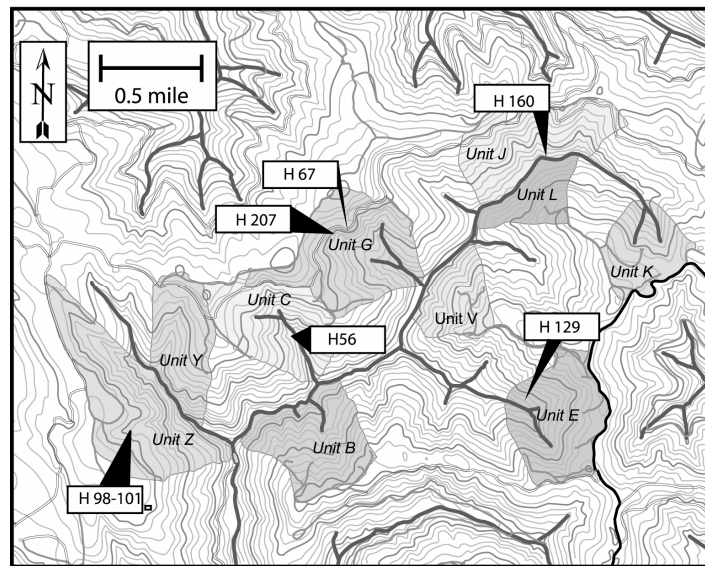 N
0.5 mile
H 160
Unit J
H 67
Unit L
H 207
Unit G
Unit K
Unit C
Unit V
H56
H 129
Unit Y
Unit E
Unit Z
Unit B
H 98-101